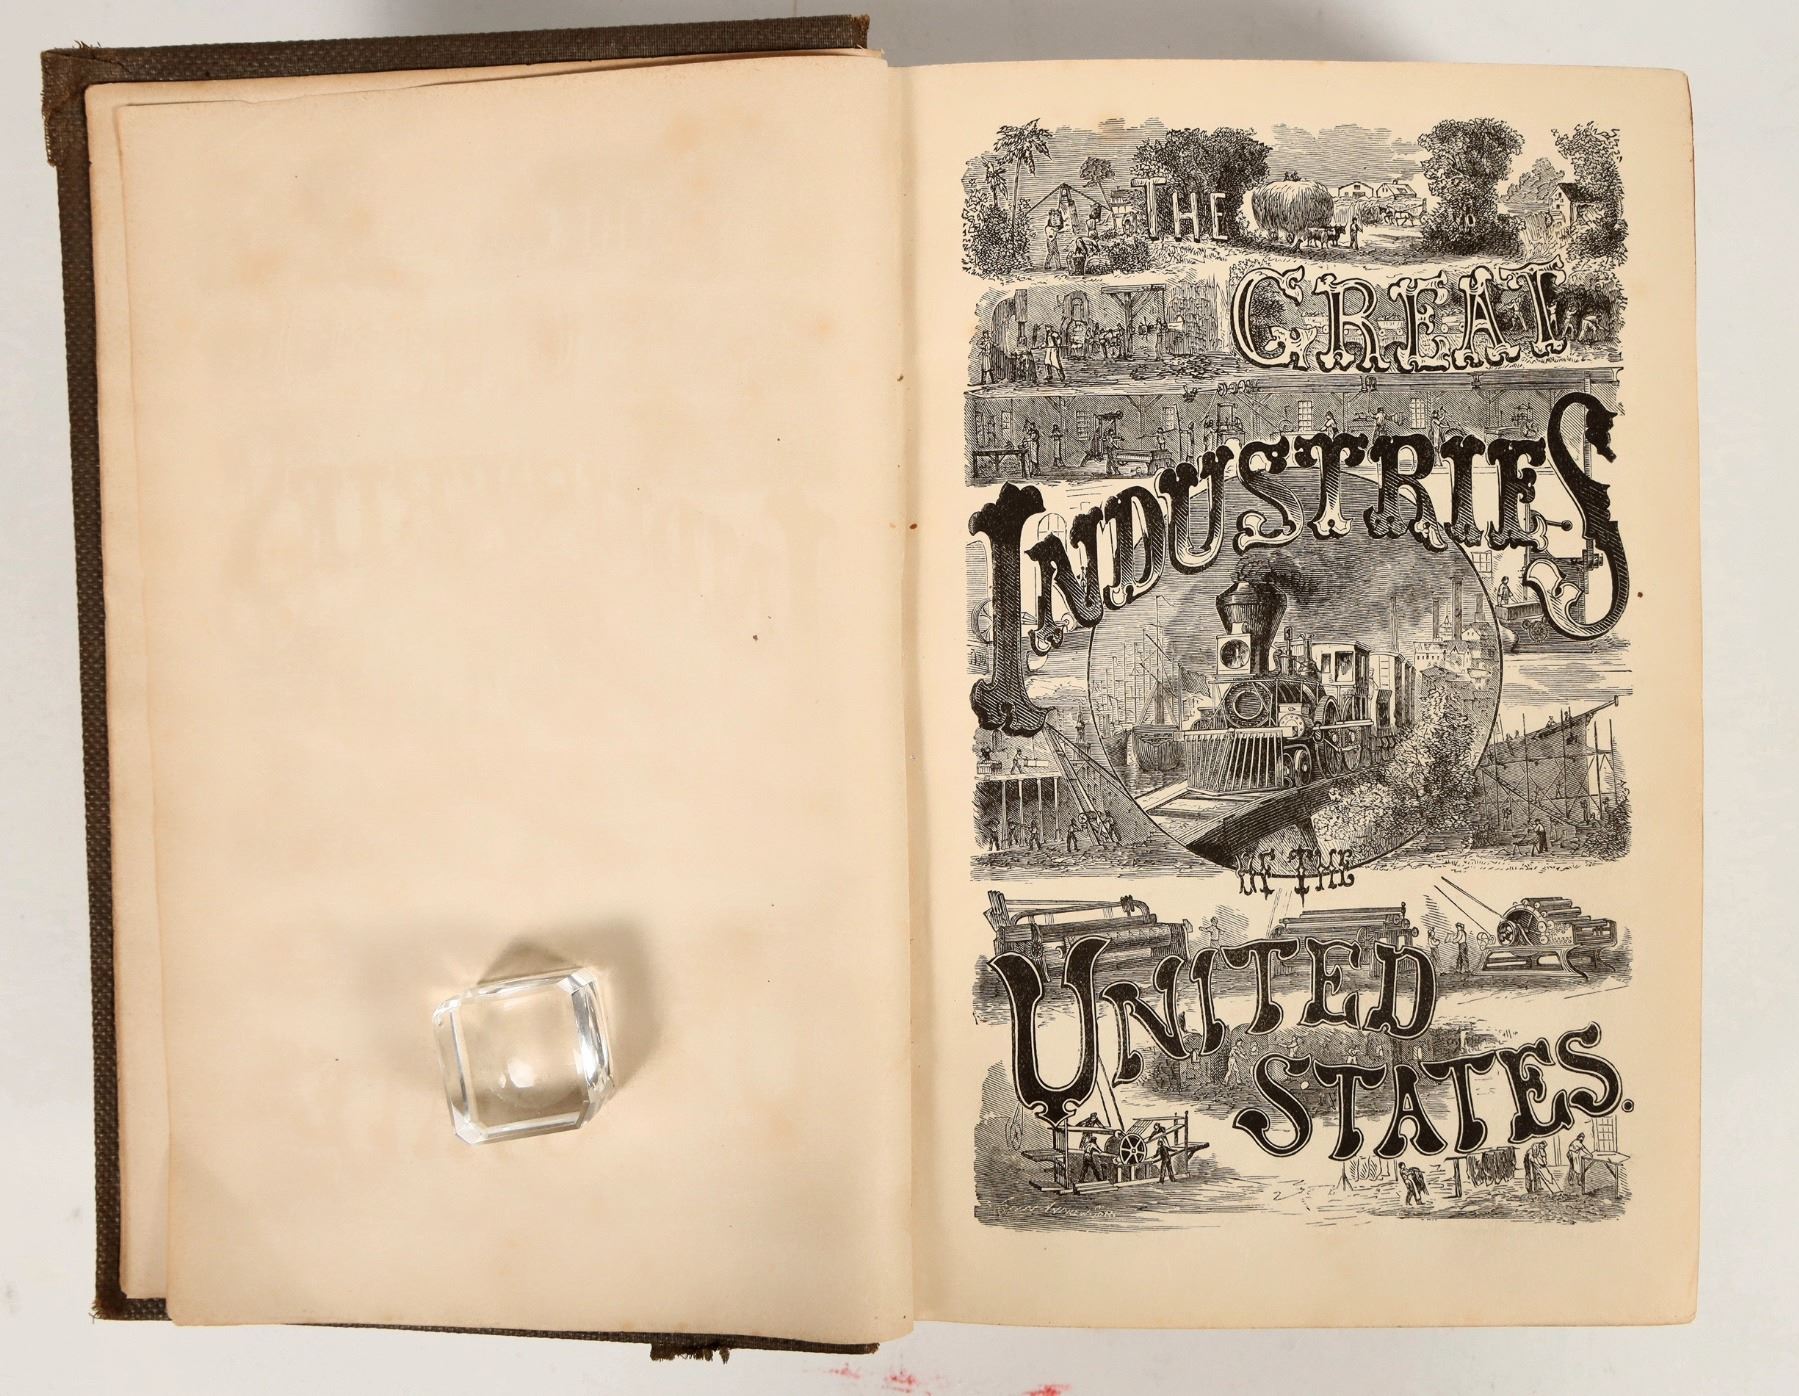 THE
GREAT
INDUSTRIES
OF THE
UNITED
STATES.